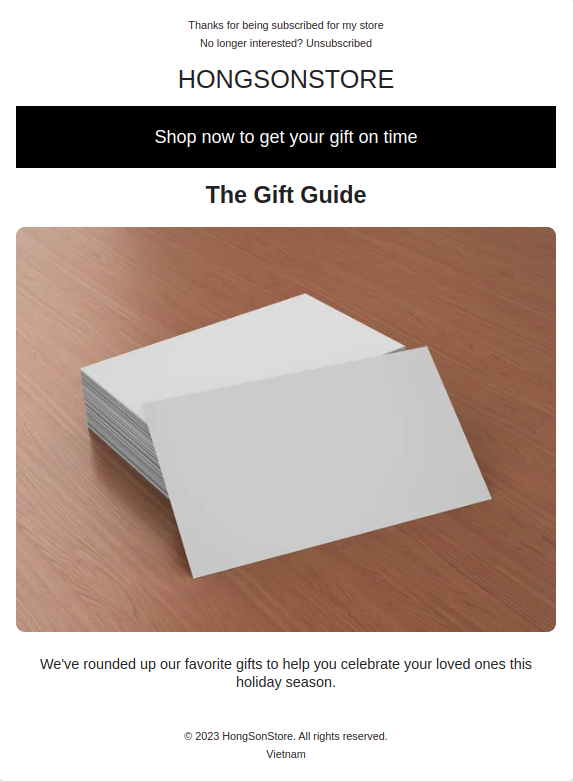 Thanks for being subscribed for my store
No longer interested? Unsubscribed
HONGSONSTORE
Shop now to get your gift on time
The Gift Guide
We've rounded up our favorite gifts to help you celebrate your loved ones this
holiday season.
© 2023 HongSonStore. All rights reserved.
Vietnam